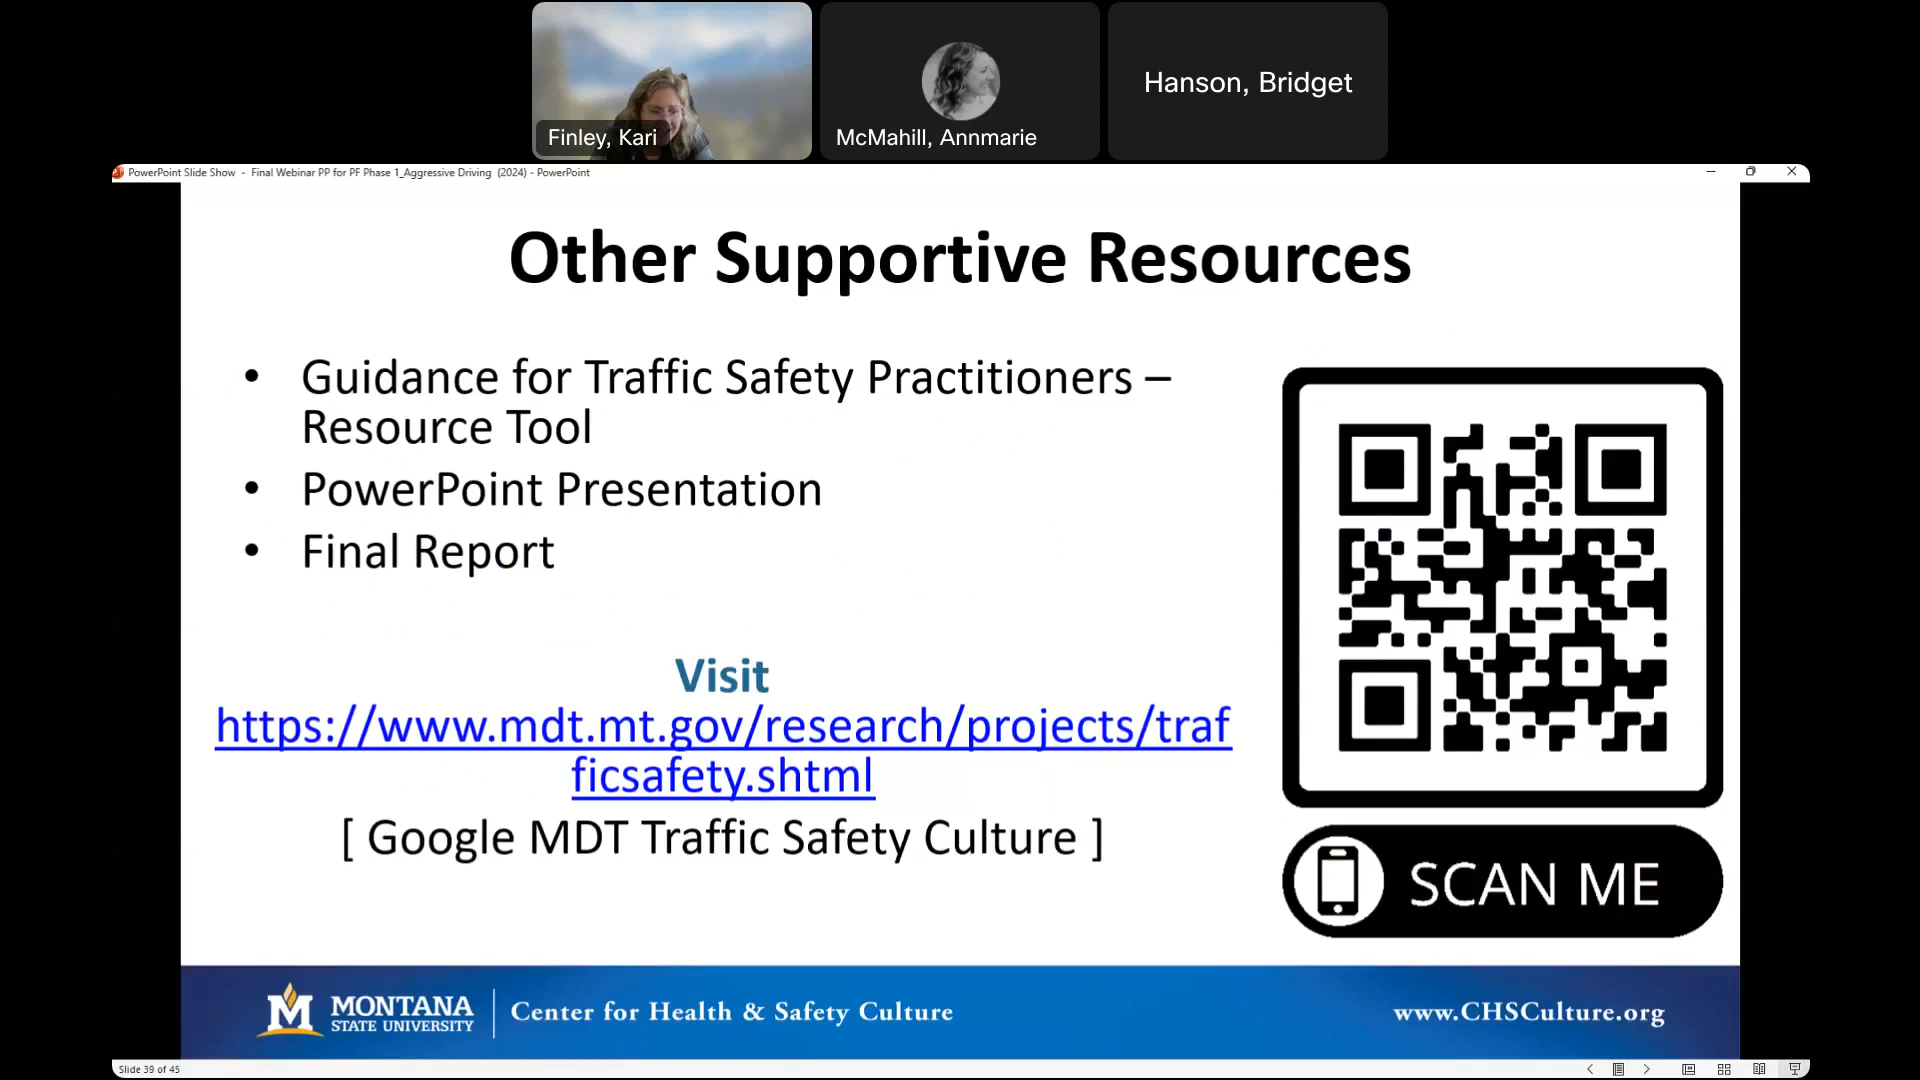 Finley, Kari
McMahill, Annmarie
Hanson, Bridget
PowerPoint Slide Show - Final Webinar PP for PF Phase 1_Aggressive Driving (2024) - PowerPoint
Other Supportive Resources
• Guidance for Traffic Safety Practitioners –
Resource Tool
• PowerPoint Presentation
• Final Report
Visit
https://www.mdt.mt.gov/research/projects/traf
ficsafety.shtml
[ Google MDT Traffic Safety Culture ]
SCAN ME
M MONTANA
STATE UNIVERSITY
Center for Health & Safety Culture
www.CHSCulture.org
Slide 39 of 45